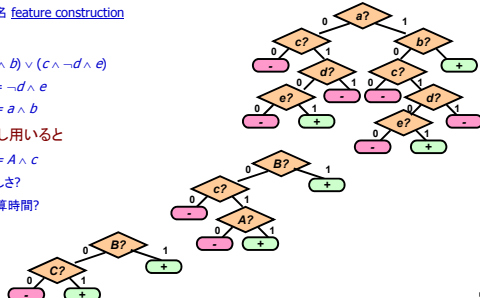 名 feature construction
∧ b) ∨ (c ∧ ¬d ∧ e)
= ¬d ∧ e
= a ∧ b
し用いると
= A ∧ c
しさ?
算時間?
a?
0 1
c? b?
0 1 0 1
- d? c? +
0 1 0 1
e? - - d?
0 1 0 1
- + e? -
0 1
- +
B?
0 1
c? +
0 1
- A?
0 1
- +
B?
0 1
C? +
0 1
- +